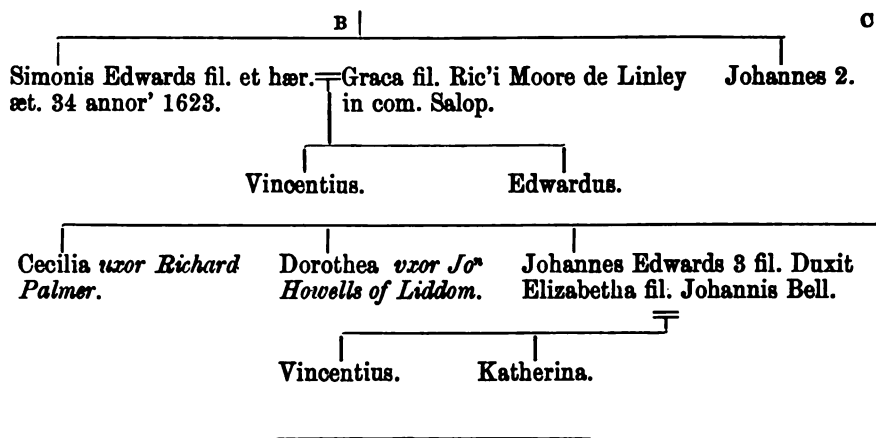 B C
Simonis Edwards fil. et hær. Graca fil. Ric'i Moore de Linley Johannes 2.
æt. 34 annor' 1623. in com. Salop.
Vincentius. Edwardus.
Cecilia uxor Richard Dorothea vxor Joⁿ Johannes Edwards 3 fil. Duxit
Palmer. Howells of Liddom. Elizabetha fil. Johannis Bell.
Vincentius. Katherina.